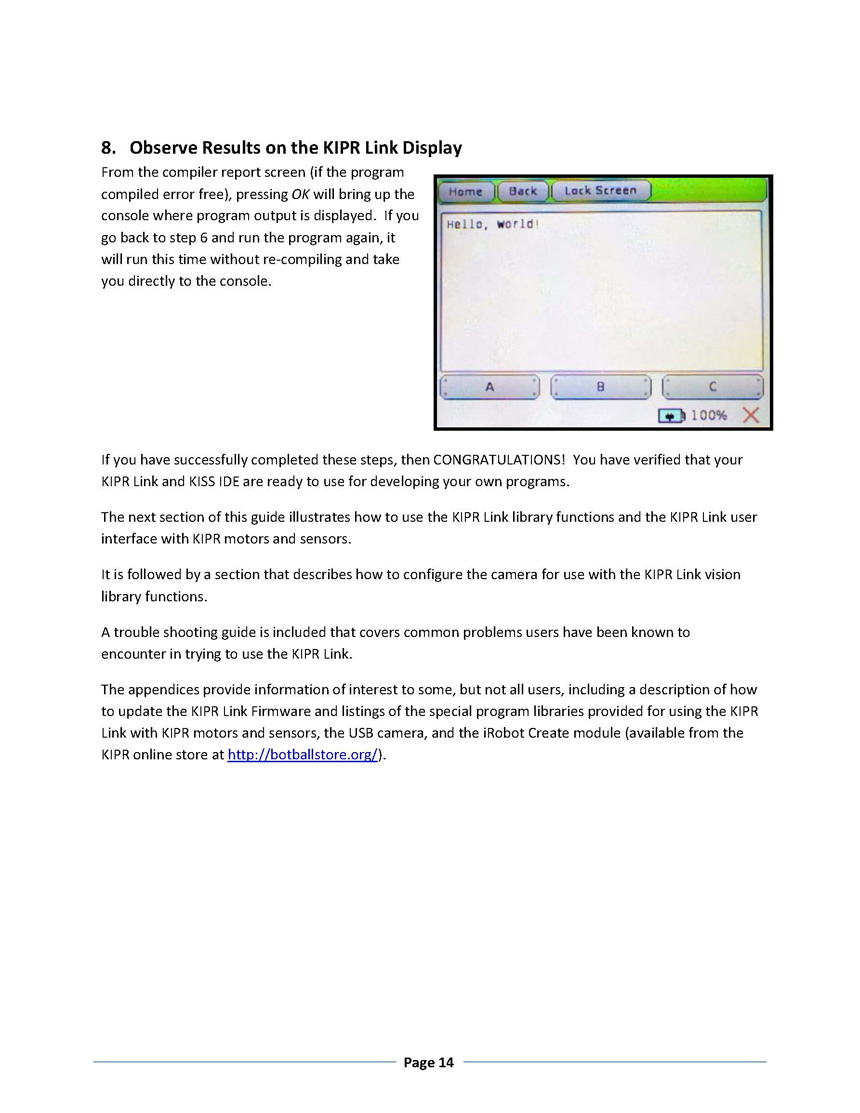 8. Observe Results on the KIPR Link Display
From the compiler report screen (if the program
compiled error free), pressing OK will bring up the
console where program output is displayed.  If you
go back to step 6 and run the program again, it
will run this time without re-compiling and take
you directly to the console.
Home Back Lock Screen
Hello, World!
A B C
100%
If you have successfully completed these steps, then CONGRATULATIONS!  You have verified that your
KIPR Link and KISS IDE are ready to use for developing your own programs.
The next section of this guide illustrates how to use the KIPR Link library functions and the KIPR Link user
interface with KIPR motors and sensors.
It is followed by a section that describes how to configure the camera for use with the KIPR Link vision
library functions.
A trouble shooting guide is included that covers common problems users have been known to
encounter in trying to use the KIPR Link.
The appendices provide information of interest to some, but not all users, including a description of how
to update the KIPR Link Firmware and listings of the special program libraries provided for using the KIPR
Link with KIPR motors and sensors, the USB camera, and the iRobot Create module (available from the
KIPR online store at http://botballstore.org/).
Page 14